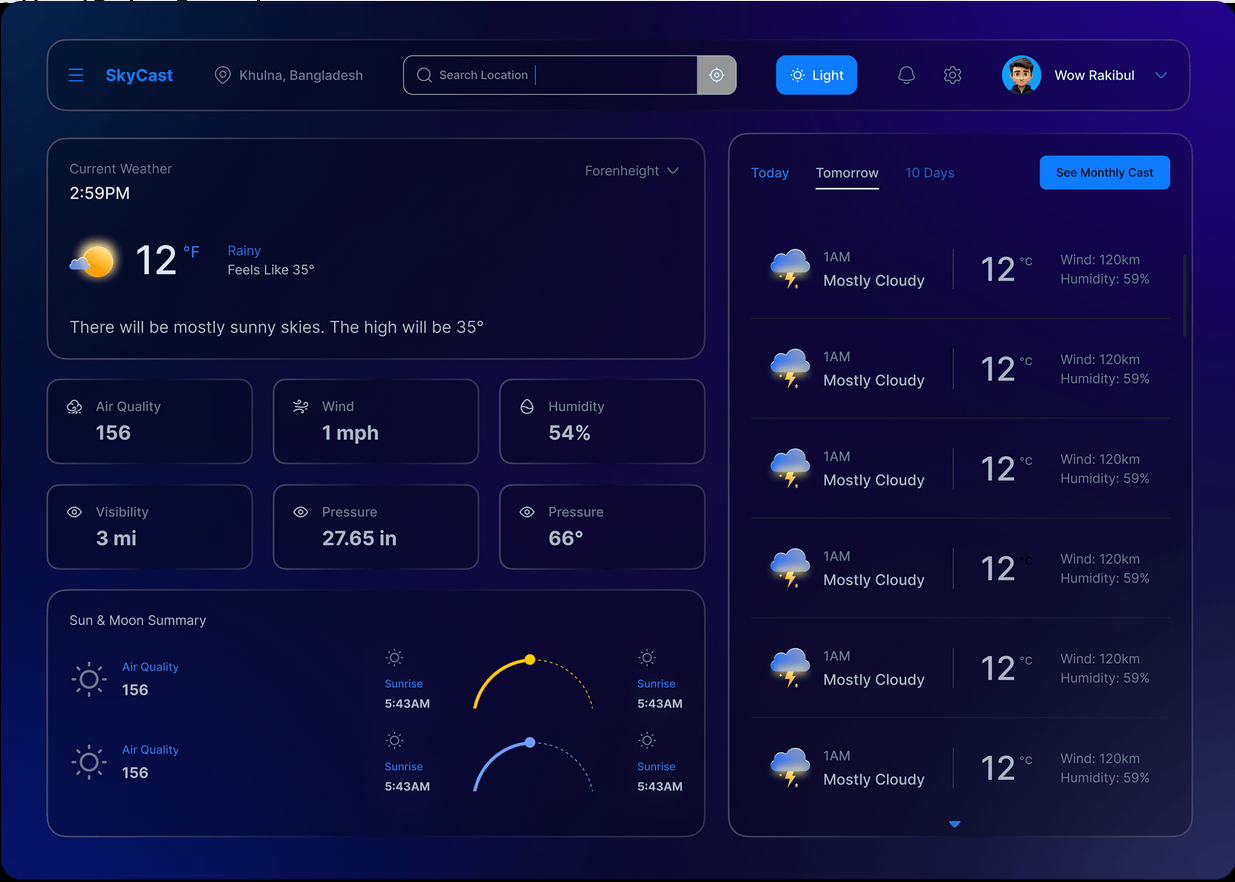 SkyCast
Khulna, Bangladesh
Search Location
Light
Wow Rakibul
Current Weather
Forenheight
2:59PM
12 °F
Rainy
Feels Like 35°
There will be mostly sunny skies. The high will be 35°
Air Quality
156
Wind
1 mph
Humidity
54%
Visibility
3 mi
Pressure
27.65 in
Pressure
66°
Sun & Moon Summary
Air Quality
156
Sunrise
5:43AM
Sunrise
5:43AM
Air Quality
156
Sunrise
5:43AM
Sunrise
5:43AM
Today
Tomorrow
10 Days
See Monthly Cast
1AM
Mostly Cloudy
12 °C
Wind: 120km
Humidity: 59%
1AM
Mostly Cloudy
12 °C
Wind: 120km
Humidity: 59%
1AM
Mostly Cloudy
12 °C
Wind: 120km
Humidity: 59%
1AM
Mostly Cloudy
12 °C
Wind: 120km
Humidity: 59%
1AM
Mostly Cloudy
12 °C
Wind: 120km
Humidity: 59%
1AM
Mostly Cloudy
12 °C
Wind: 120km
Humidity: 59%